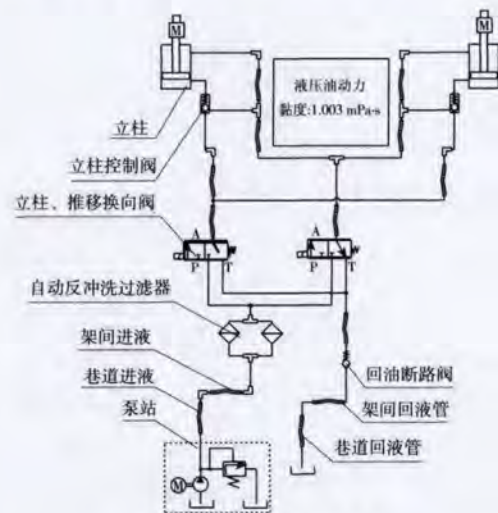 M
M
液压油动力
黏度:1.003 mPa·s
立柱
立柱控制阀
立柱、推移换向阀
A
A
P
T
P
T
自动反冲洗过滤器
架间进液
回油断路阀
巷道进液
架间回液管
泵站
巷道回液管
M